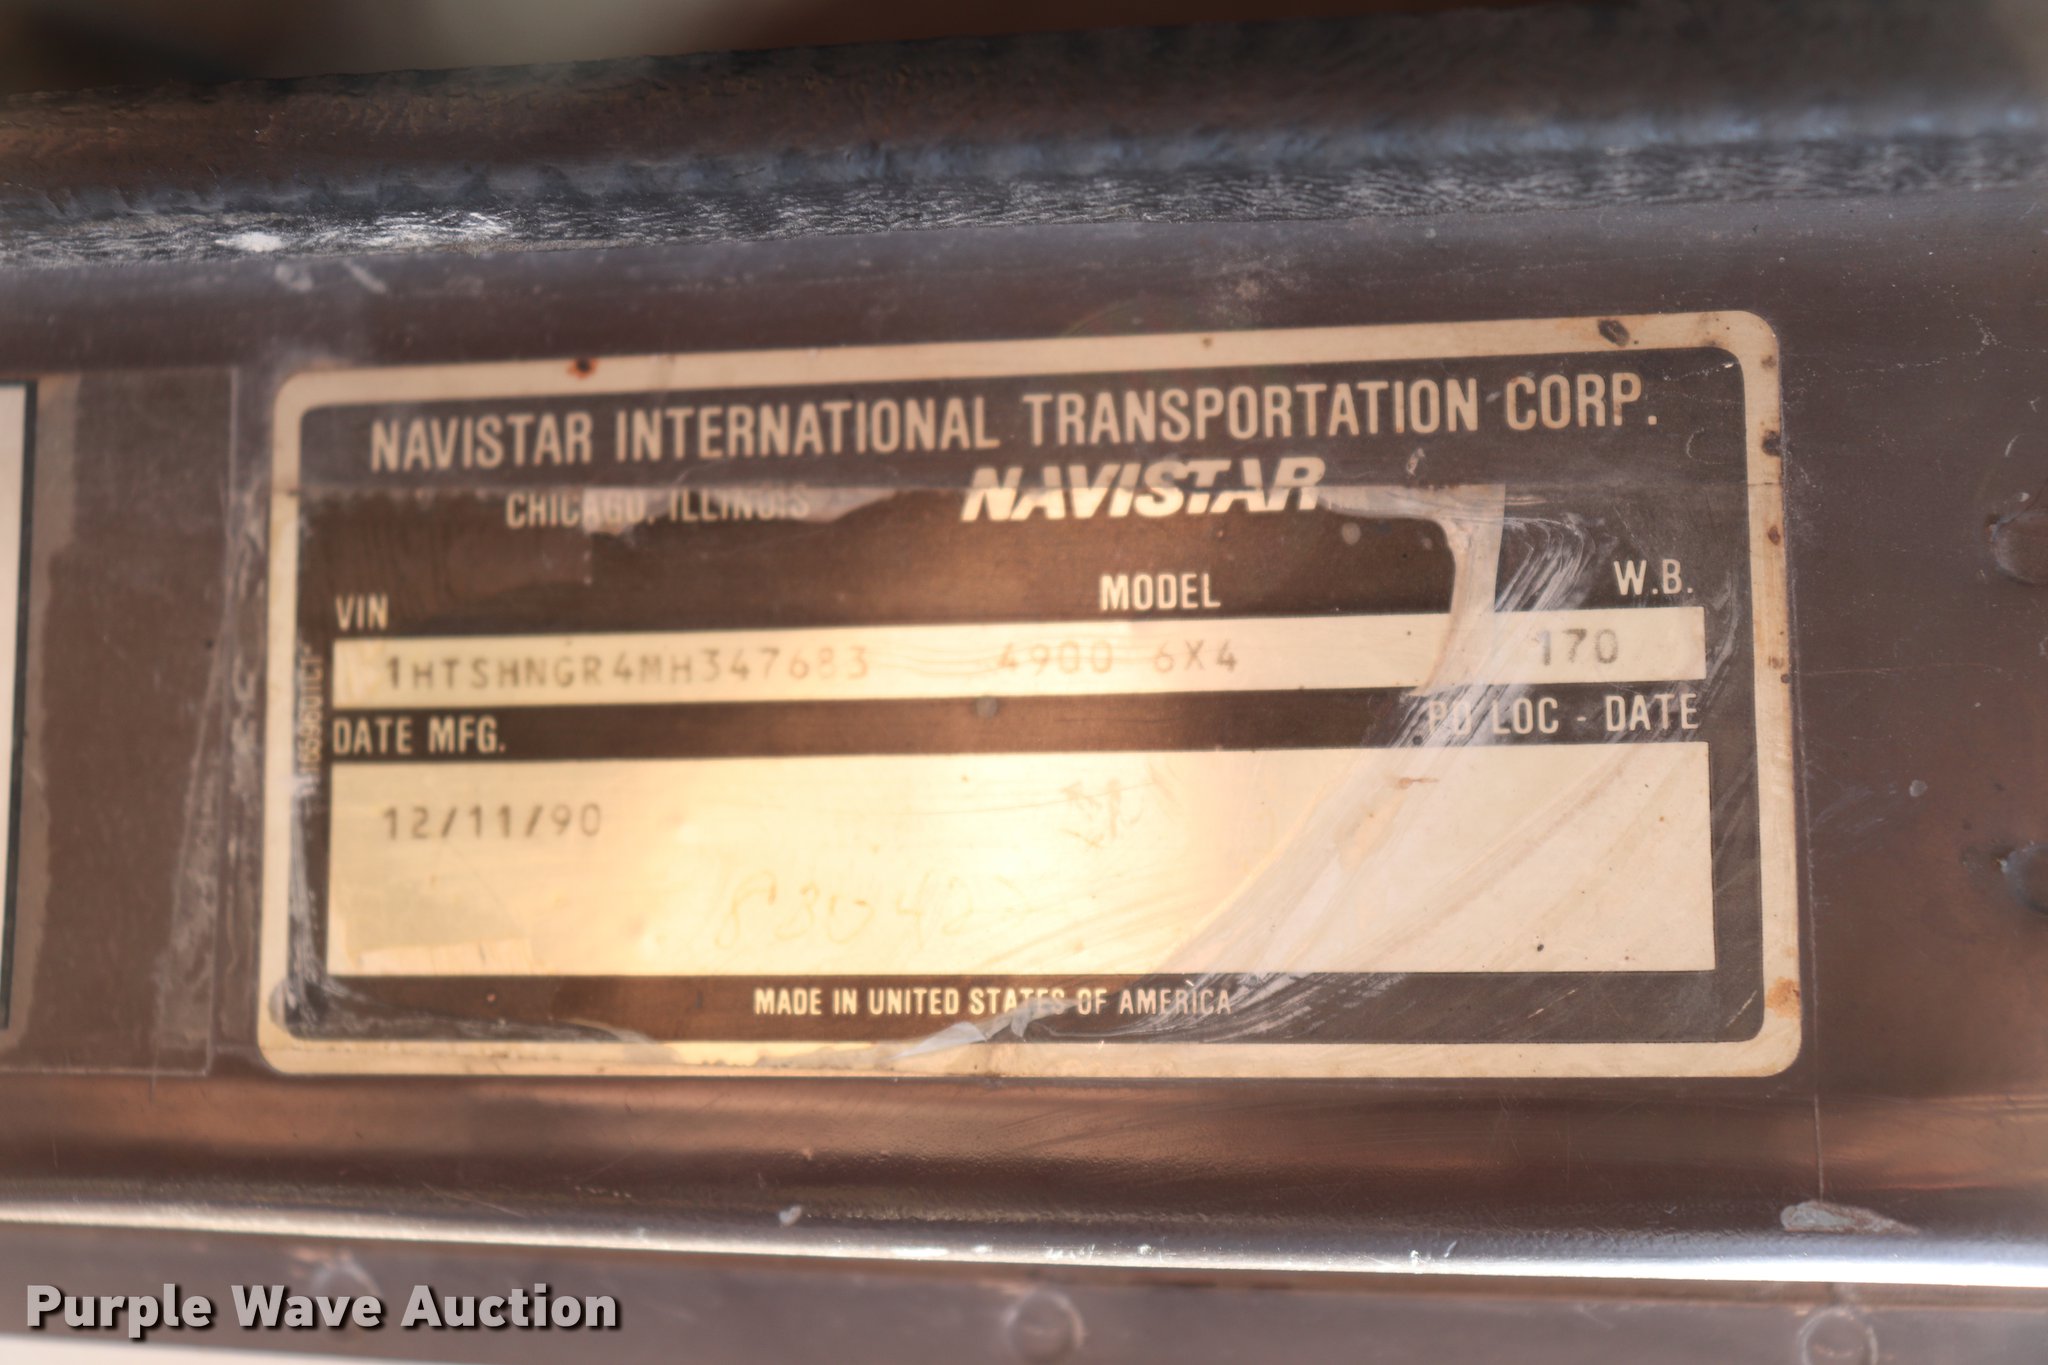 NAVISTAR INTERNATIONAL TRANSPORTATION CORP.
CHICAGO, ILLINOIS NAVISTAR
VIN MODEL W.B.
1HTSHNGR4MH347683 4900 6X4 170
DATE MFG. PD LOC - DATE
12/11/90
MADE IN UNITED STATES OF AMERICA
Purple Wave Auction